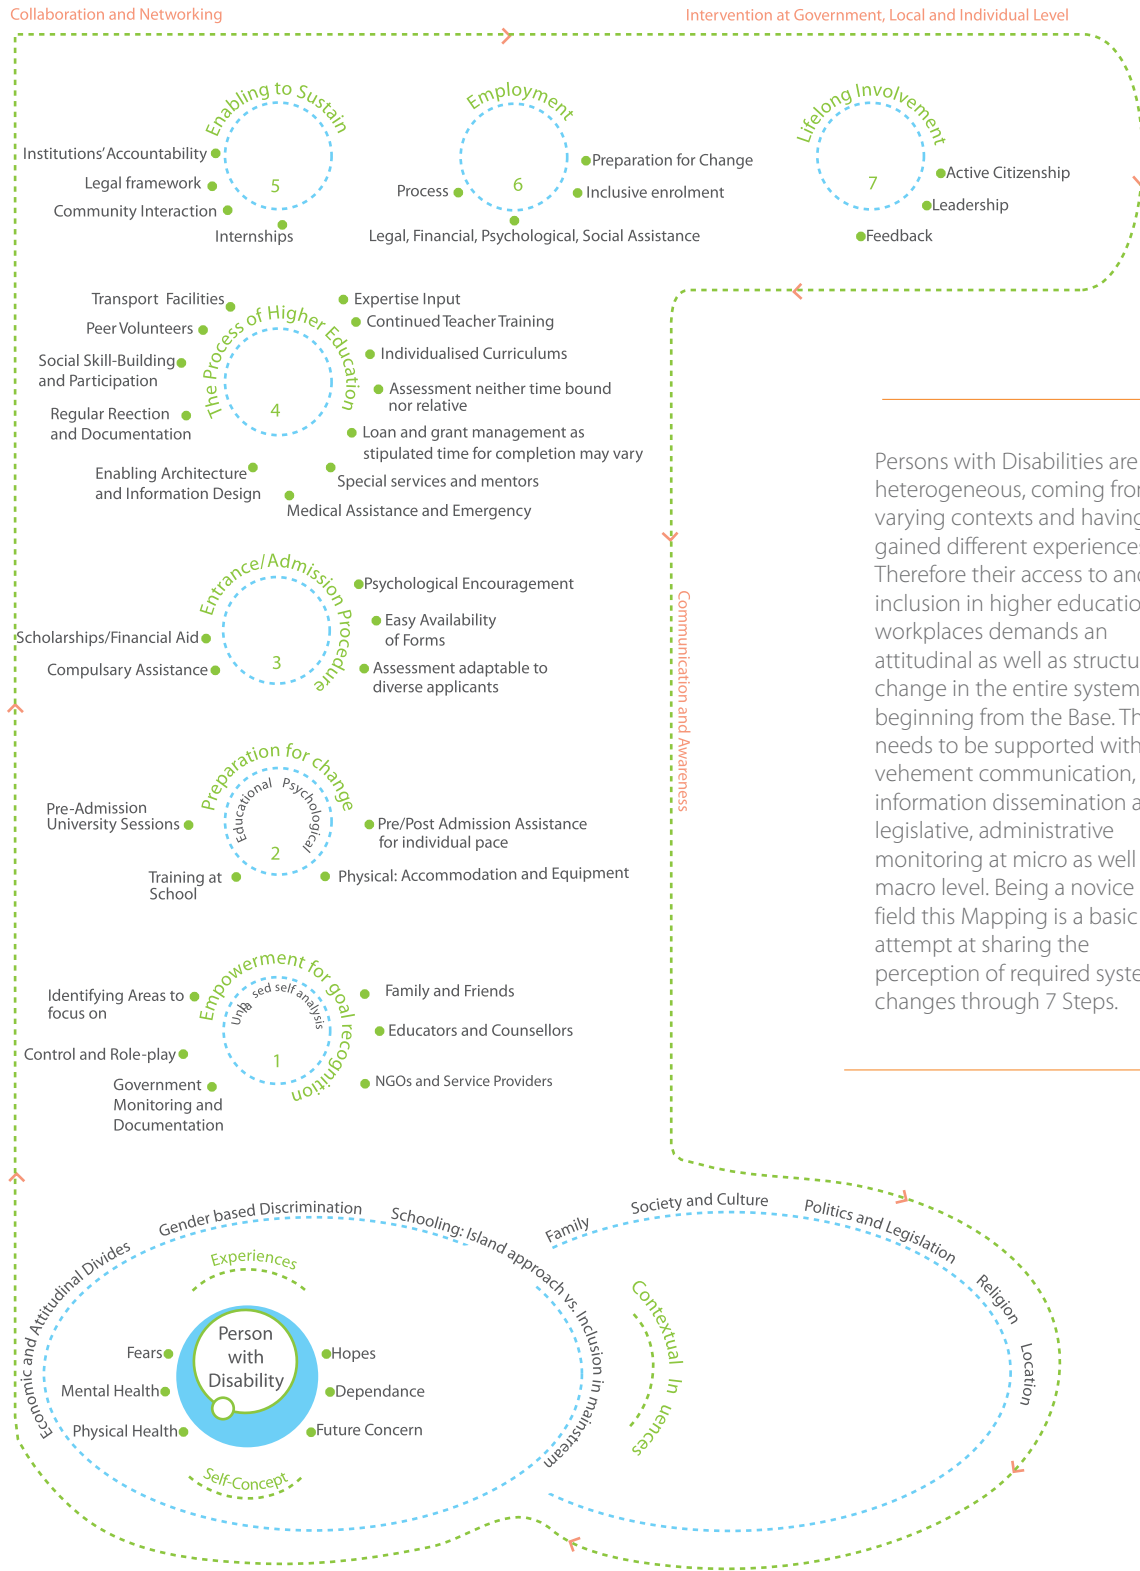 Collaboration and Networking
Intervention at Government, Local and Individual Level
Enabling to Sustain
5
Institutions' Accountability
Legal framework
Community Interaction
Internships
Employment
6
Process
Preparation for Change
Inclusive enrolment
Legal, Financial, Psychological, Social Assistance
Lifelong Involvement
7
Active Citizenship
Leadership
Feedback
The Process of Higher Education
4
Transport Facilities
Peer Volunteers
Social Skill-Building
and Participation
Regular Reection
and Documentation
Enabling Architecture
and Information Design
Expertise Input
Continued Teacher Training
Individualised Curriculums
Assessment neither time bound
nor relative
Loan and grant management as
stipulated time for completion may vary
Special services and mentors
Medical Assistance and Emergency
Entrance/Admission Procedure
3
Scholarships/Financial Aid
Compulsary Assistance
Psychological Encouragement
Easy Availability
of Forms
Assessment adaptable to
diverse applicants
Communication and Awareness
Preparation for change
Educational Psychological
2
Pre-Admission
University Sessions
Training at
School
Pre/Post Admission Assistance
for individual pace
Physical: Accommodation and Equipment
Empowerment for goal recognition
sed self analysis
1
Identifying Areas to
focus on
Control and Role-play
Government
Monitoring and
Documentation
Family and Friends
Educators and Counsellors
NGOs and Service Providers
Persons with Disabilities are
heterogeneous, coming
varying contexts and having
gained different
Therefore their access to
inclusion in higher
workplaces demands an
attitudinal as well as
change in the entire system
beginning from the Base.
needs to be supported with
vehement communication,
information dissemination
legislative, administrative
monitoring at micro as well
macro level. Being a novice
field this Mapping is a basic
attempt at sharing the
perception of required
changes through 7 Steps.
Economic and Attitudinal Divides
Gender based Discrimination
Schooling: Island approach vs. Inclusion in mainstream
Family
Society and Culture
Politics and Legislation
Religion
Location
Contextual In uences
Experiences
Person
with
Disability
Fears
Mental Health
Physical Health
Hopes
Dependance
Future Concern
Self-Concept